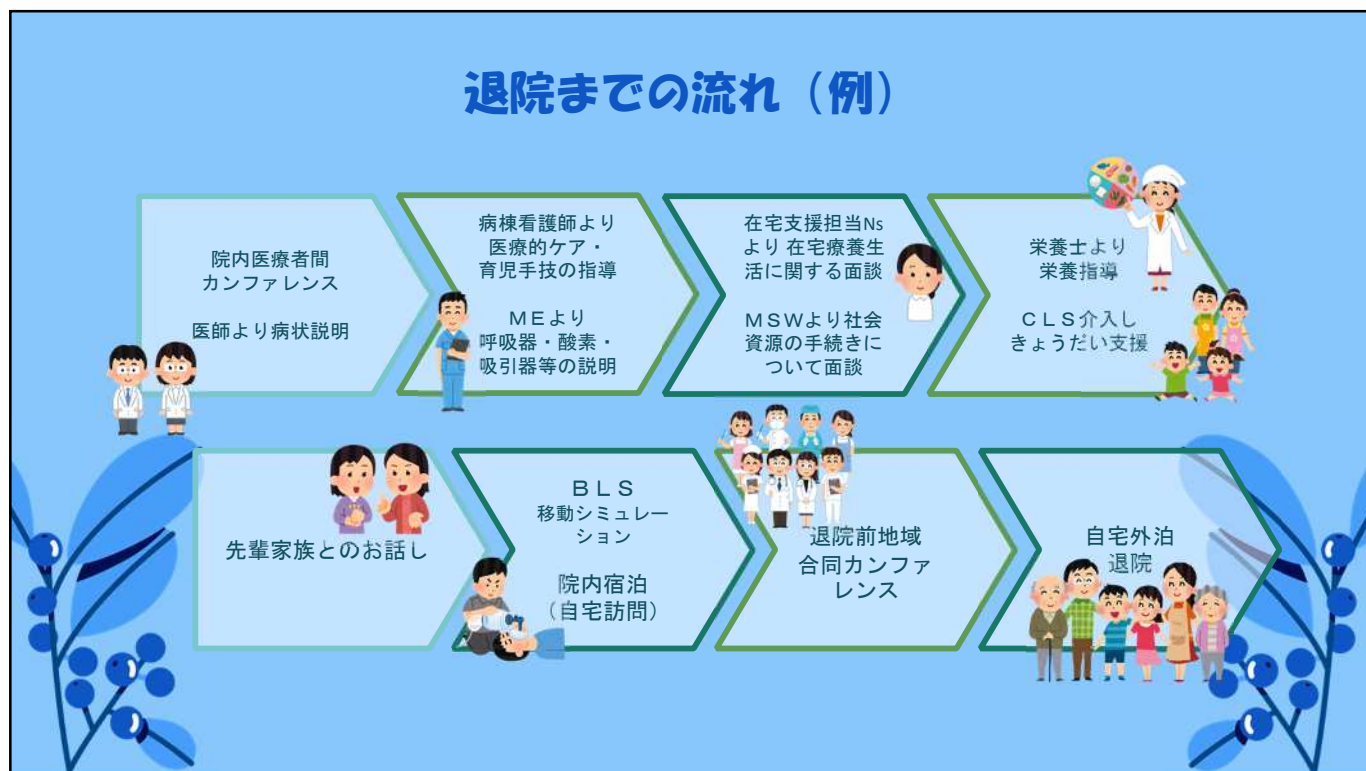 退院までの流れ（例）
院内医療者間
カンファレンス
医師より病状説明
病棟看護師より
医療的ケア・
育児手技の指導
ＭＥより
呼吸器・酸素・
吸引器等の説明
在宅支援担当Ns
より 在宅療養生
活に関する面談
ＭＳＷより社会
資源の手続きに
ついて面談
栄養士より
栄養指導
ＣＬＳ介入し
きょうだい支援
先輩家族とのお話し
ＢＬＳ
移動シミュレー
ション
院内宿泊
（自宅訪問）
退院前地域
合同カンファ
レンス
自宅外泊
退院